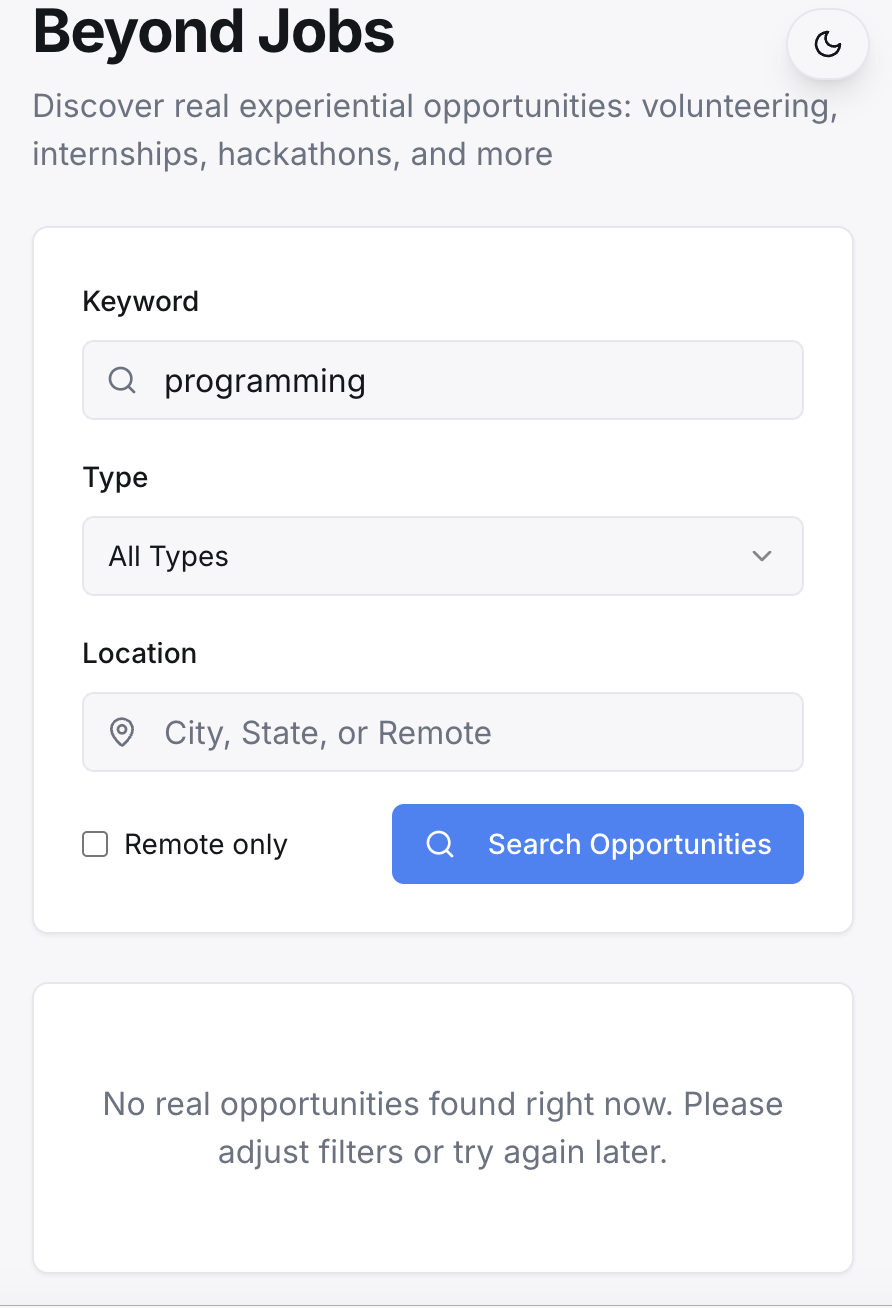 Beyond Jobs
Discover real experiential opportunities: volunteering,
internships, hackathons, and more
Keyword
programming
Type
All Types
Location
City, State, or Remote
Remote only
Search Opportunities
No real opportunities found right now. Please
adjust filters or try again later.